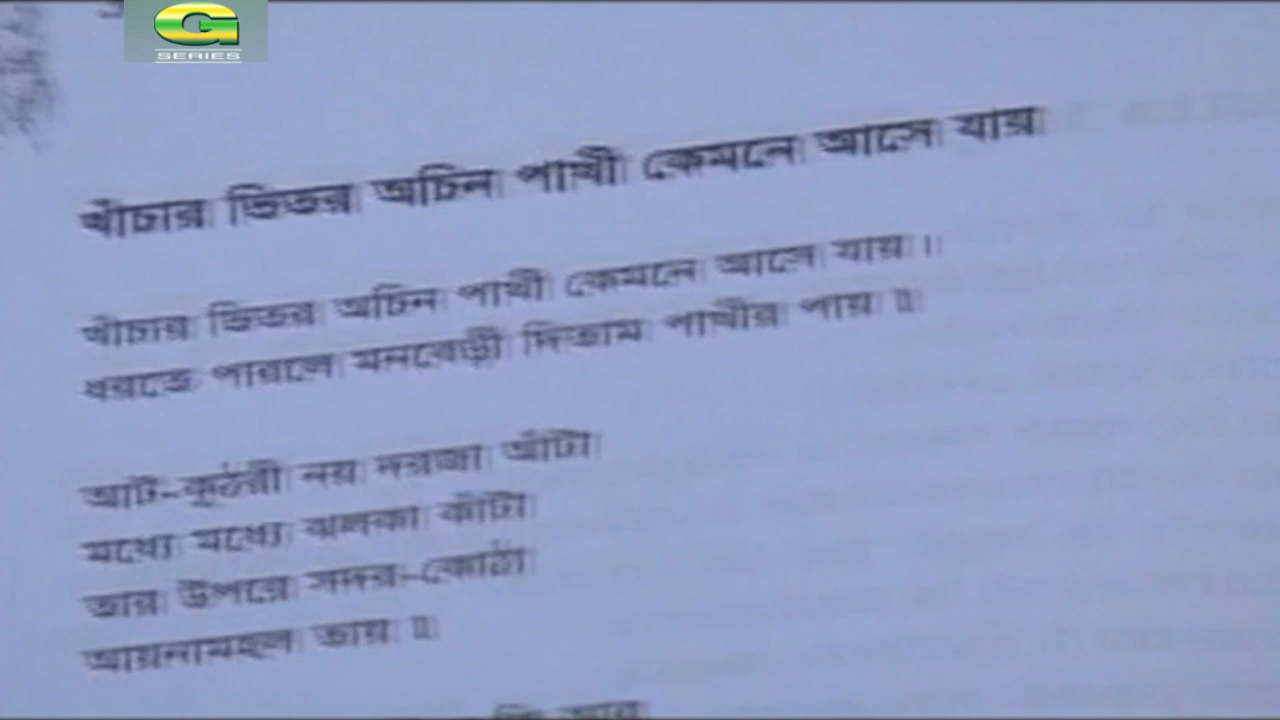 G
SERIES
খাঁচার ভিতর অচিন পাখী কেমনে আসে যায়
খাঁচার ভিতর অচিন পাখী কেমনে আসে যায় ।
ধরতে পারলে মনবেড়ী দিতাম পাখীর পায় ॥
আট-কুঠরী নয় দরজা আঁটা
মধ্যে মধ্যে ঝলকা কাঁটা
তার উপরে সদর-কোঠা
আয়নামহল তায় ॥